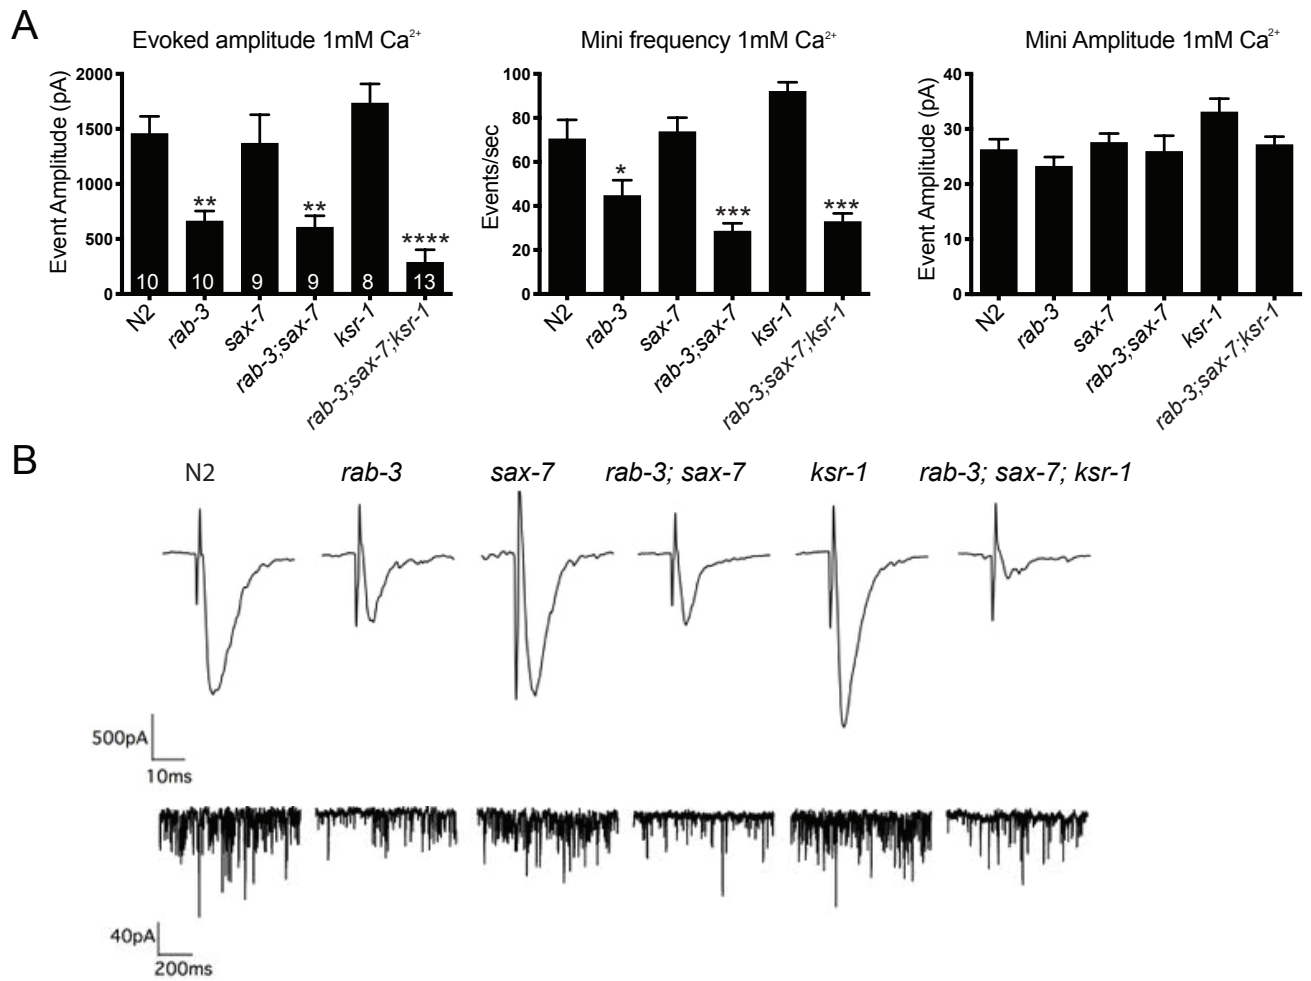 A
Evoked amplitude 1mM Ca²⁺
Event Amplitude (pA)
2000
1500
1000
500
0
**
**
****
10 10 9 9 8 13
N2 rab-3 sax-7 rab-3;sax-7 ksr-1 rab-3;sax-7;ksr-1
Mini frequency 1mM Ca²⁺
Events/sec
100
80
60
40
20
0
*
***
***
N2 rab-3 sax-7 rab-3;sax-7 ksr-1 rab-3;sax-7;ksr-1
Mini Amplitude 1mM Ca²⁺
Event Amplitude (pA)
40
30
20
10
0
N2 rab-3 sax-7 rab-3;sax-7 ksr-1 rab-3;sax-7;ksr-1
B
N2 rab-3 sax-7 rab-3; sax-7 ksr-1 rab-3; sax-7; ksr-1
500pA
10ms
40pA
200ms